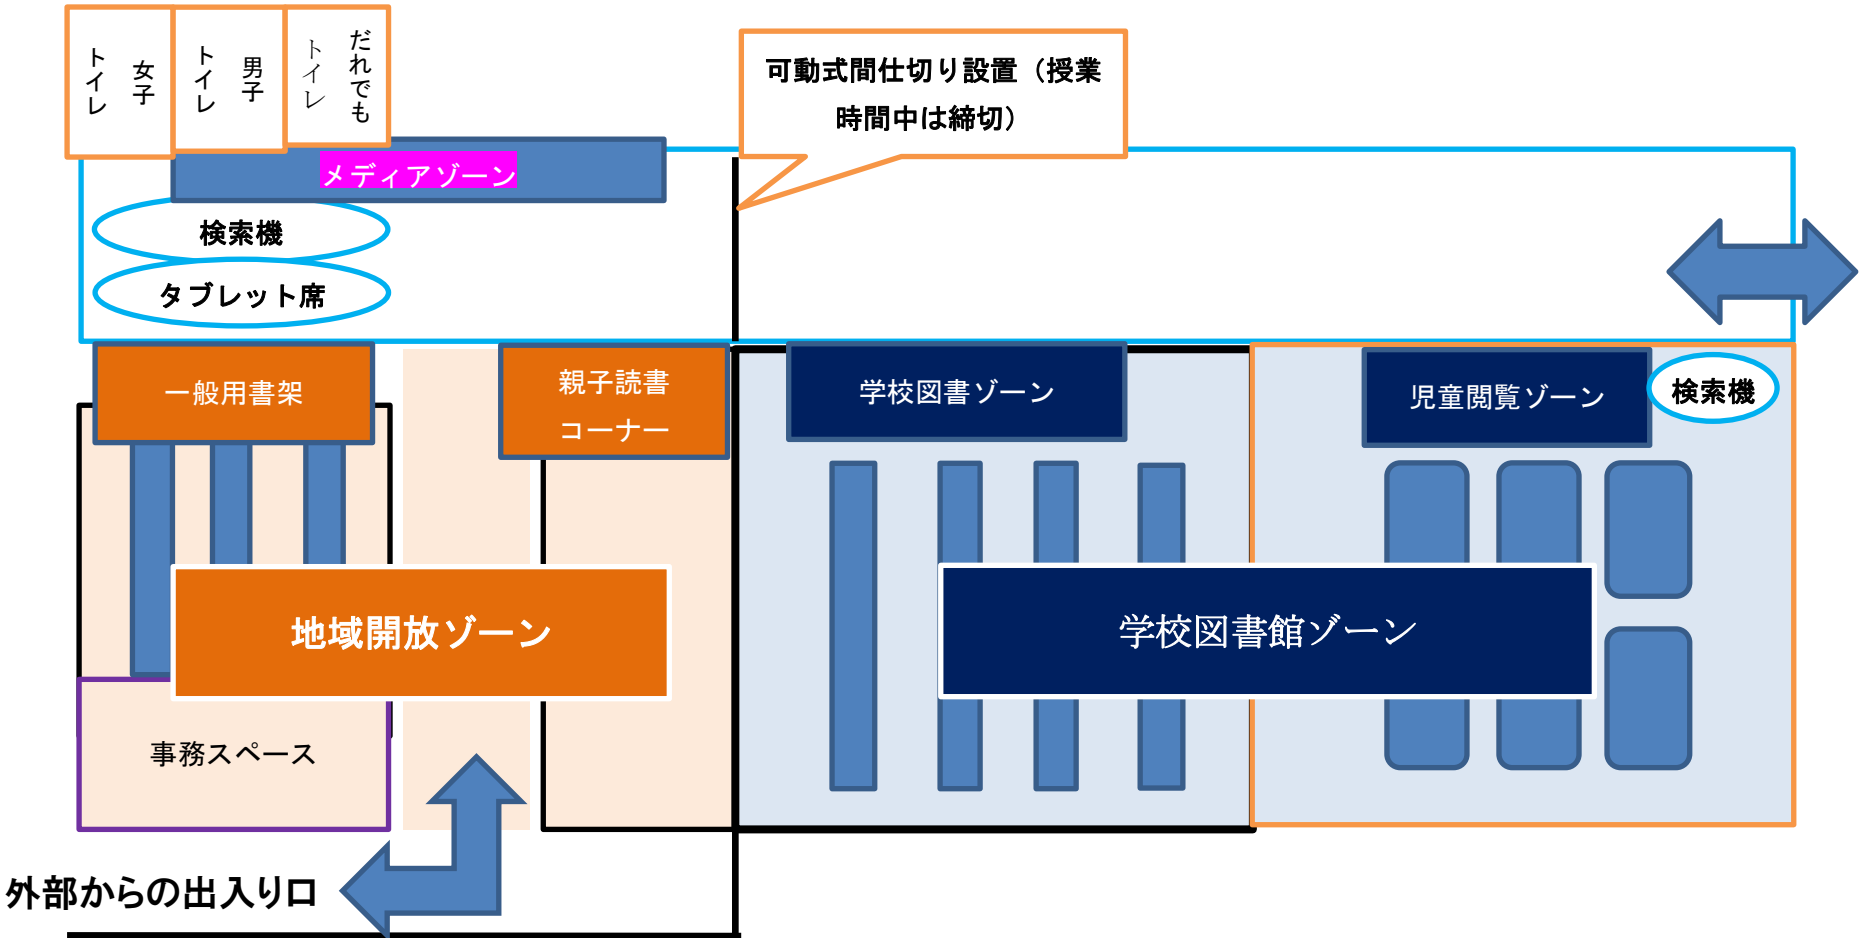 女子
トイレ
男子
トイレ
だれでも
トイレ
可動式間仕切り設置（授業
時間中は締切）
メディアゾーン
検索機
タブレット席
一般用書架
親子読書
コーナー
学校図書ゾーン
児童閲覧ゾーン
検索機
地域開放ゾーン
学校図書館ゾーン
事務スペース
外部からの出入り口